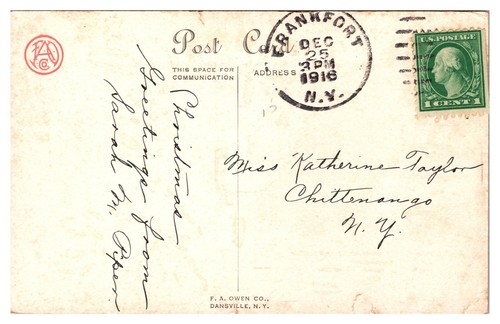 Post Card
THIS SPACE FOR
COMMUNICATION
ADDRESS
FRANKFORT
DEC
25
3 PM
1916
N.Y.
U.S. POSTAGE
1 CENT 1
Christmas
Greetings from
Sarah M. Piper.
Miss Katherine Taylor
Chittenango
N. Y.
F. A. OWEN CO.,
DANSVILLE, N. Y.